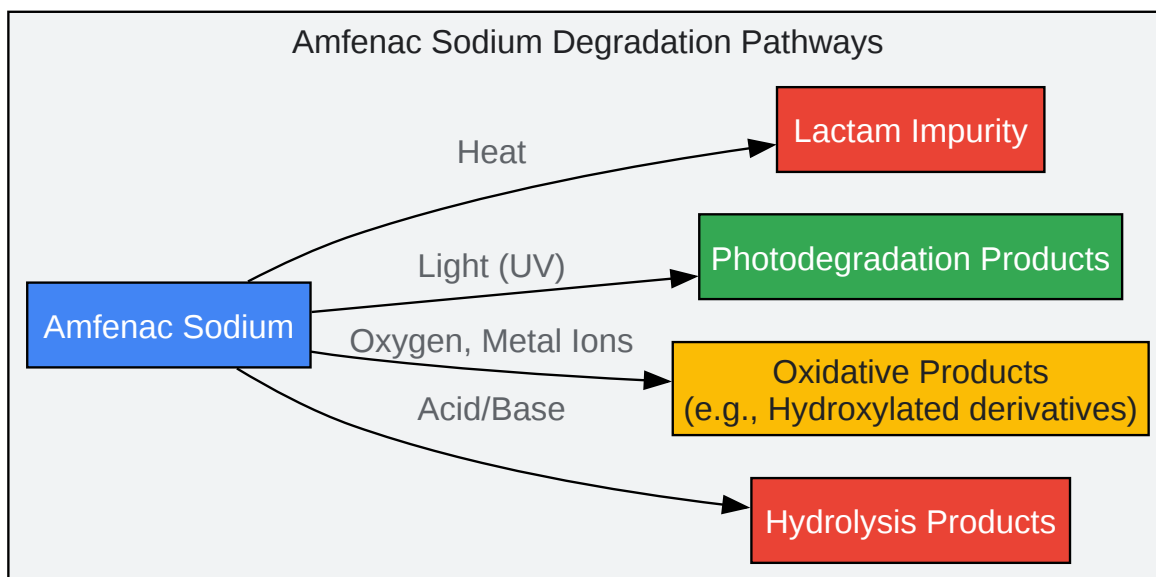 Amfenac Sodium Degradation Pathways
Heat
Lactam Impurity
Light (UV)
Photodegradation Products
Amfenac Sodium
Oxygen, Metal Ions
Oxidative Products
(e.g., Hydroxylated derivatives)
Acid/Base
Hydrolysis Products